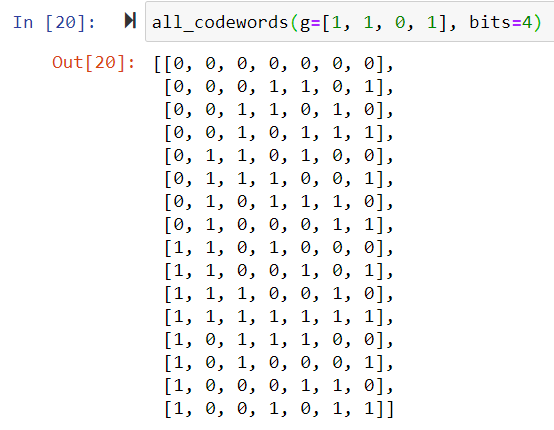 In [20]: all_codewords(g=[1, 1, 0, 1], bits=4)
Out[20]: [[0, 0, 0, 0, 0, 0, 0],
[0, 0, 0, 1, 1, 0, 1],
[0, 0, 1, 1, 0, 1, 0],
[0, 0, 1, 0, 1, 1, 1],
[0, 1, 1, 0, 1, 0, 0],
[0, 1, 1, 1, 0, 0, 1],
[0, 1, 0, 1, 1, 1, 0],
[0, 1, 0, 0, 0, 1, 1],
[1, 1, 0, 1, 0, 0, 0],
[1, 1, 0, 0, 1, 0, 1],
[1, 1, 1, 0, 0, 1, 0],
[1, 1, 1, 1, 1, 1, 1],
[1, 0, 1, 1, 1, 0, 0],
[1, 0, 1, 0, 0, 0, 1],
[1, 0, 0, 0, 1, 1, 0],
[1, 0, 0, 1, 0, 1, 1]]